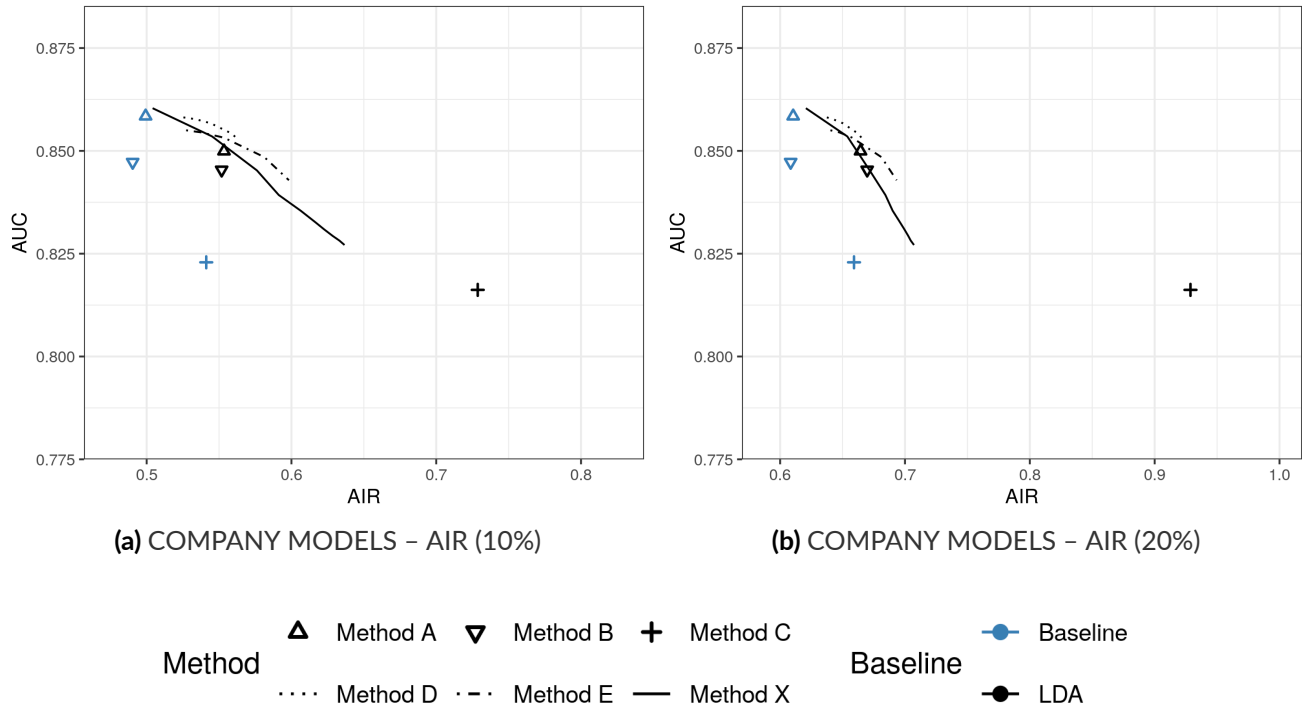 0.875
0.850
0.825
0.800
0.775
AUC
0.5 0.6 0.7 0.8
AIR
(a) COMPANY MODELS – AIR (10%)
0.875
0.850
0.825
0.800
0.775
AUC
0.6 0.7 0.8 0.9 1.0
AIR
(b) COMPANY MODELS – AIR (20%)
Method
Method A Method B Method C
Method D Method E Method X
Baseline
Baseline
LDA